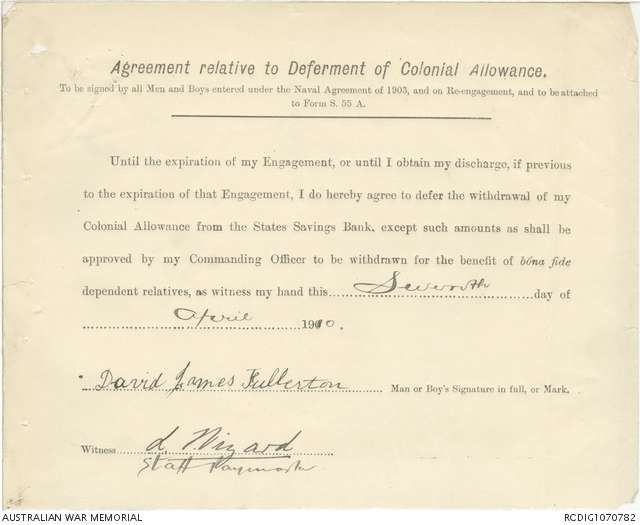 Agreement relative to Deferment of Colonial Allowance.
To be signed by all Men and Boys entered under the Naval Agreement of 1903, and on Re-engagement, and to be attached
to Form S. 55 A.
Until the expiration of my Engagement, or until I obtain my discharge, if previous
to the expiration of that Engagement, I do hereby agree to defer the withdrawal of my
Colonial Allowance from the States Savings Bank, except such amounts as shall be
approved by my Commanding Officer to be withdrawn for the benefit of bóna fide
dependent relatives, as witness my hand this day of
April 1910.
David James Fullerton Man or Boy's Signature in full, or Mark.
Witness
Staff Paymaster
AUSTRALIAN WAR MEMORIAL RCDIG1070782